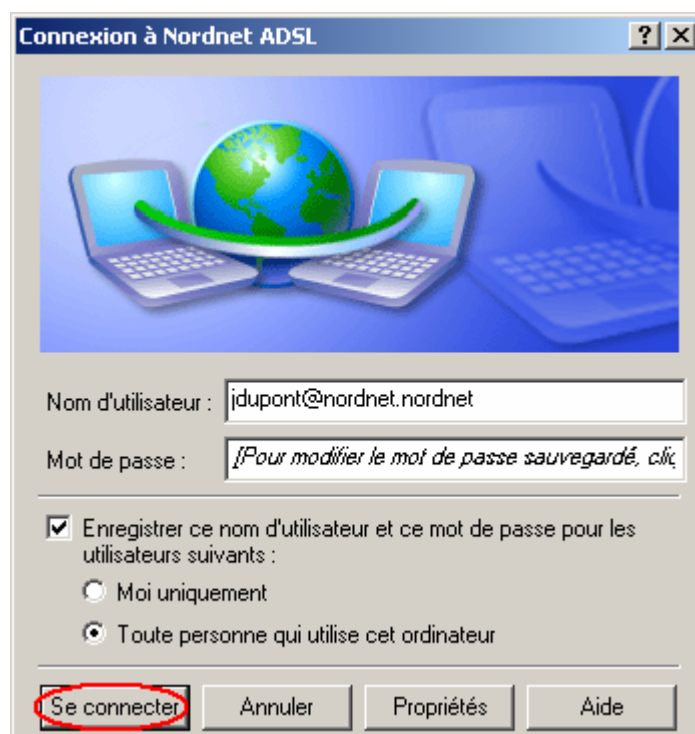 Connexion à Nordnet ADSL
Nom d'utilisateur :
jdupont@nordnet.nordnet
Mot de passe :
[Pour modifier le mot de passe sauvegardé, clic
Enregistrer ce nom d'utilisateur et ce mot de passe pour les
utilisateurs suivants :
Moi uniquement
Toute personne qui utilise cet ordinateur
Se connecter
Annuler
Propriétés
Aide